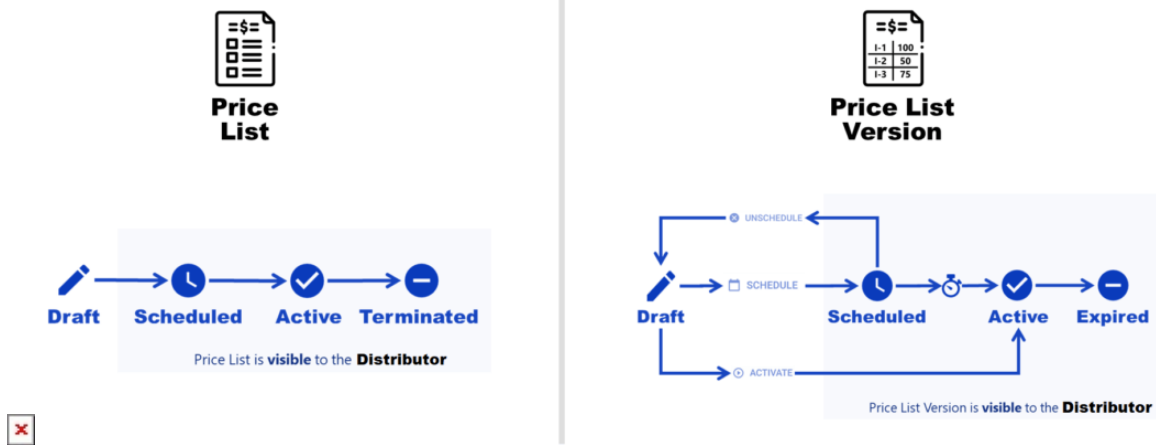 =$=
Price
List
Draft
Scheduled
Active
Terminated
Price List is visible to the Distributor
=$=
I-1 100
I-2 50
I-3 75
Price List
Version
UNSCHEDULE
SCHEDULE
Draft
Scheduled
Active
Expired
ACTIVATE
Price List Version is visible to the Distributor